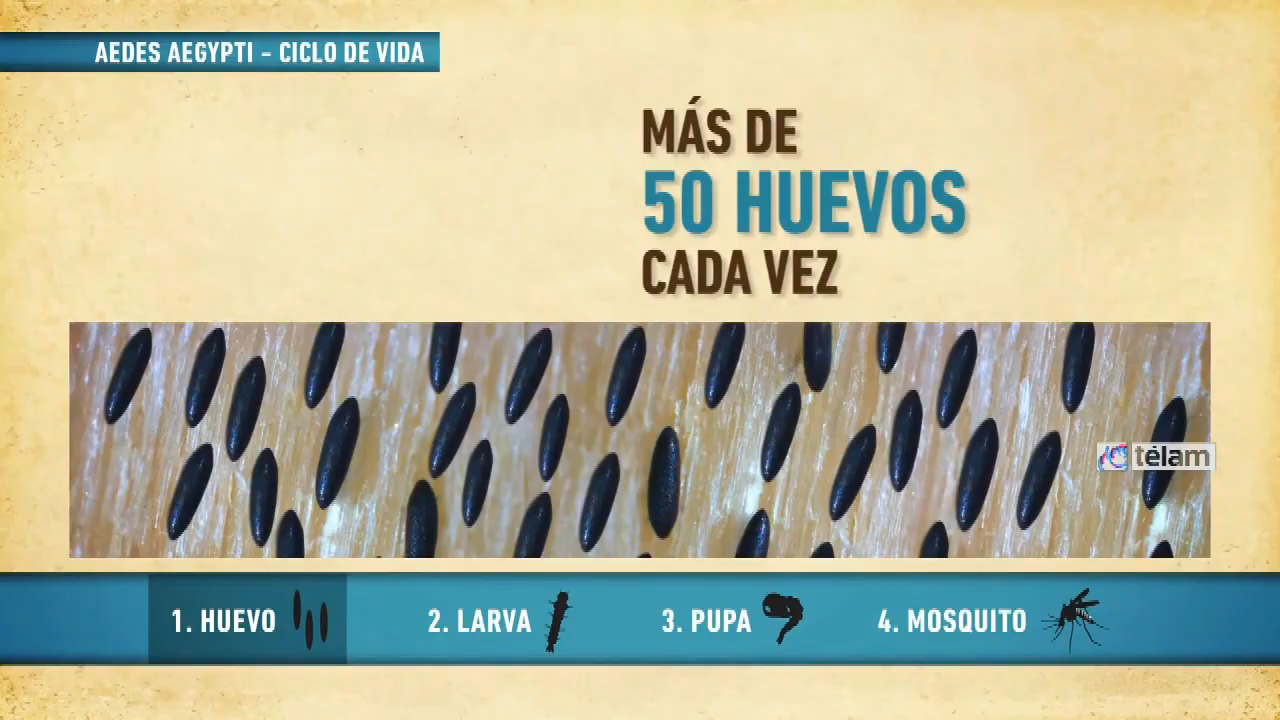 AEDES AEGYPTI - CICLO DE VIDA
MÁS DE
50 HUEVOS
CADA VEZ
télam
1. HUEVO
2. LARVA
3. PUPA
4. MOSQUITO